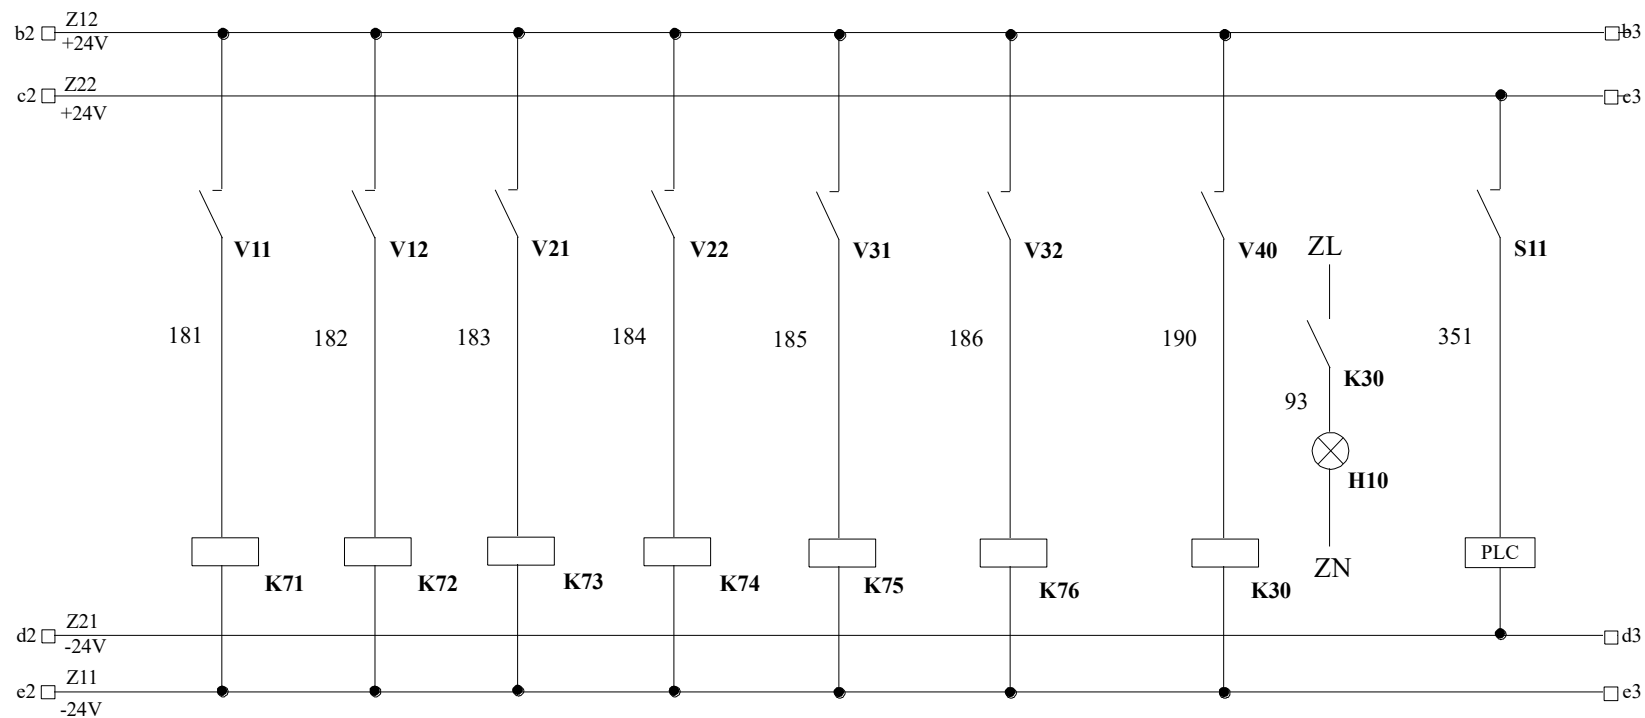 b2 Z12 b3
+24V
c2 Z22 c3
+24V
V11 V12 V21 V22 V31 V32 V40 ZL S11
181 182 183 184 185 186 190 351
K30
93
H10
PLC
K71 K72 K73 K74 K75 K76 K30 ZN
d2 Z21 d3
-24V
e2 Z11 e3
-24V